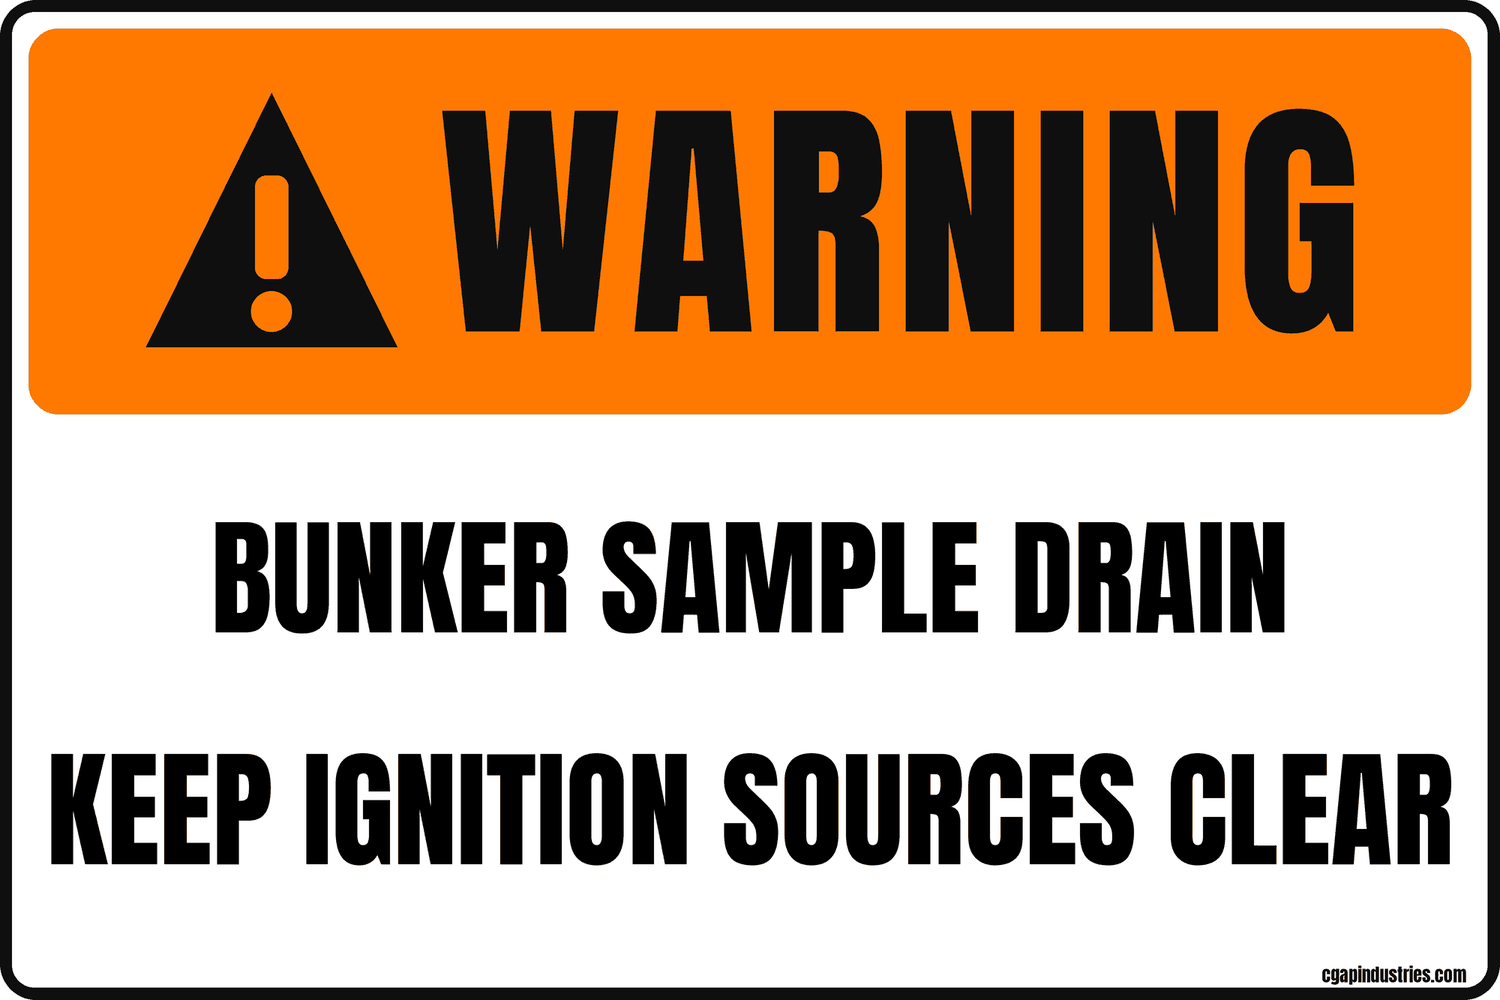 WARNING
BUNKER SAMPLE DRAIN
KEEP IGNITION SOURCES CLEAR
cgapindustries.com